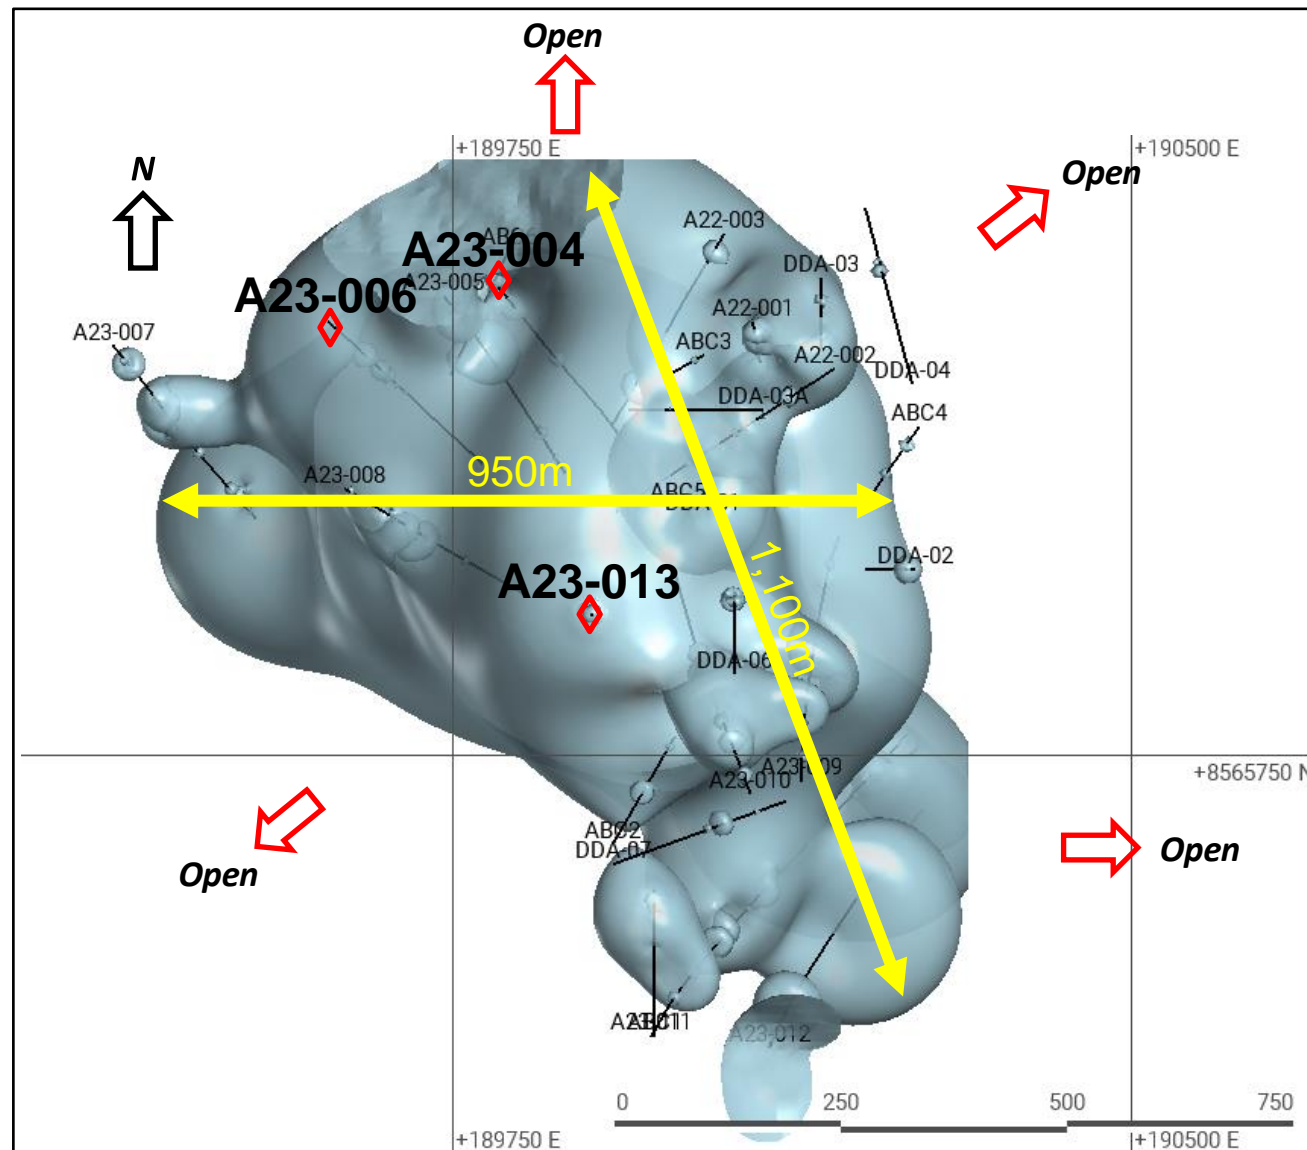 Open
+189750 E
+190500 E
N
Open
A22-003
A23-004
DDA-03
A23-005
A23-006
A22-001
A23-007
ABC3
A22-002
DDA-04
DDA-03A
ABC4
950m
A23-008
ABC5
DDA-02
1,100m
A23-013
DDA-06
A23-009
+8565750 N
A23-010
ABC2
DDA-07
Open
Open
A23-012
0 250 500 750
+189750 E
+190500 E